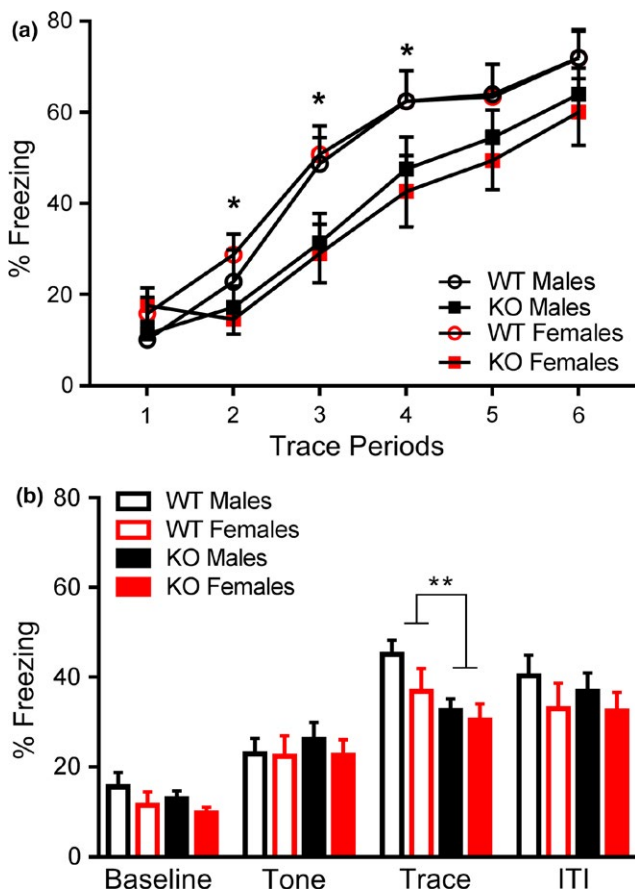 (a)
80
60
40
20
0
% Freezing
*
*
*
WT Males
KO Males
WT Females
KO Females
1 2 3 4 5 6
Trace Periods
(b)
80
60
40
20
0
% Freezing
WT Males
WT Females
KO Males
KO Females
**
Baseline Tone Trace ITI